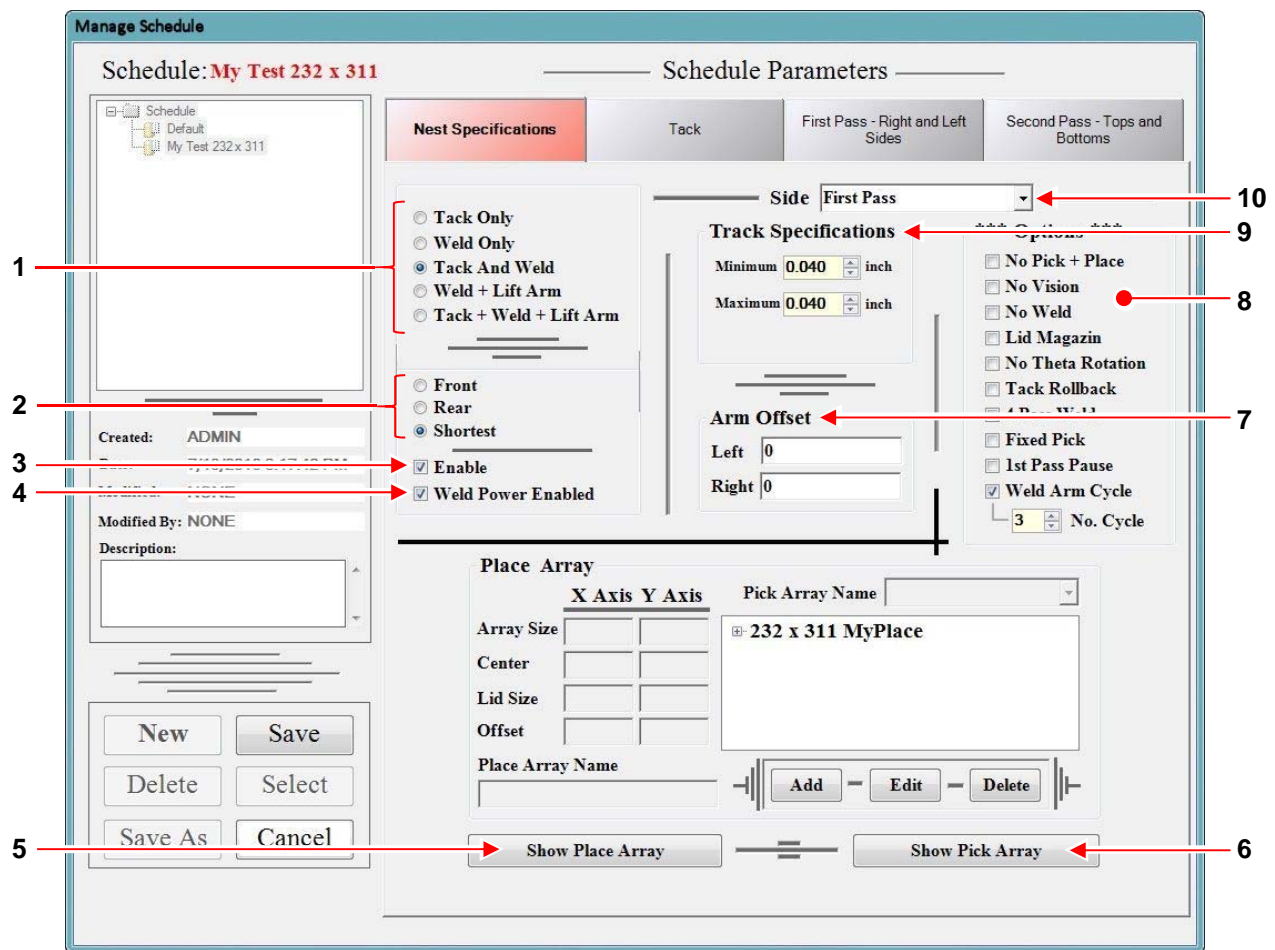 Manage Schedule
Schedule: My Test 232 x 311
Schedule Parameters
Schedule
Default
My Test 232 x 311
Nest Specifications
Tack
First Pass - Right and Left
Sides
Second Pass - Tops and
Bottoms
1
Tack Only
Weld Only
Tack And Weld
Weld + Lift Arm
Tack + Weld + Lift Arm
2
Front
Rear
Shortest
3
Enable
4
Weld Power Enabled
Side First Pass
10
Track Specifications
9
Minimum 0.040 inch
Maximum 0.040 inch
Arm Offset
7
Left 0
Right 0
*** Options ***
No Pick + Place
No Vision
8
No Weld
Lid Magazin
No Theta Rotation
Tack Rollback
4 Pass Weld
Fixed Pick
1st Pass Pause
Weld Arm Cycle
3 No. Cycle
Created: ADMIN
Modified By: NONE
Description:
New
Save
Delete
Select
Save As
Cancel
Place Array
X Axis Y Axis
Array Size
Center
Lid Size
Offset
Place Array Name
Pick Array Name
232 x 311 MyPlace
Add
Edit
Delete
5
Show Place Array
Show Pick Array
6